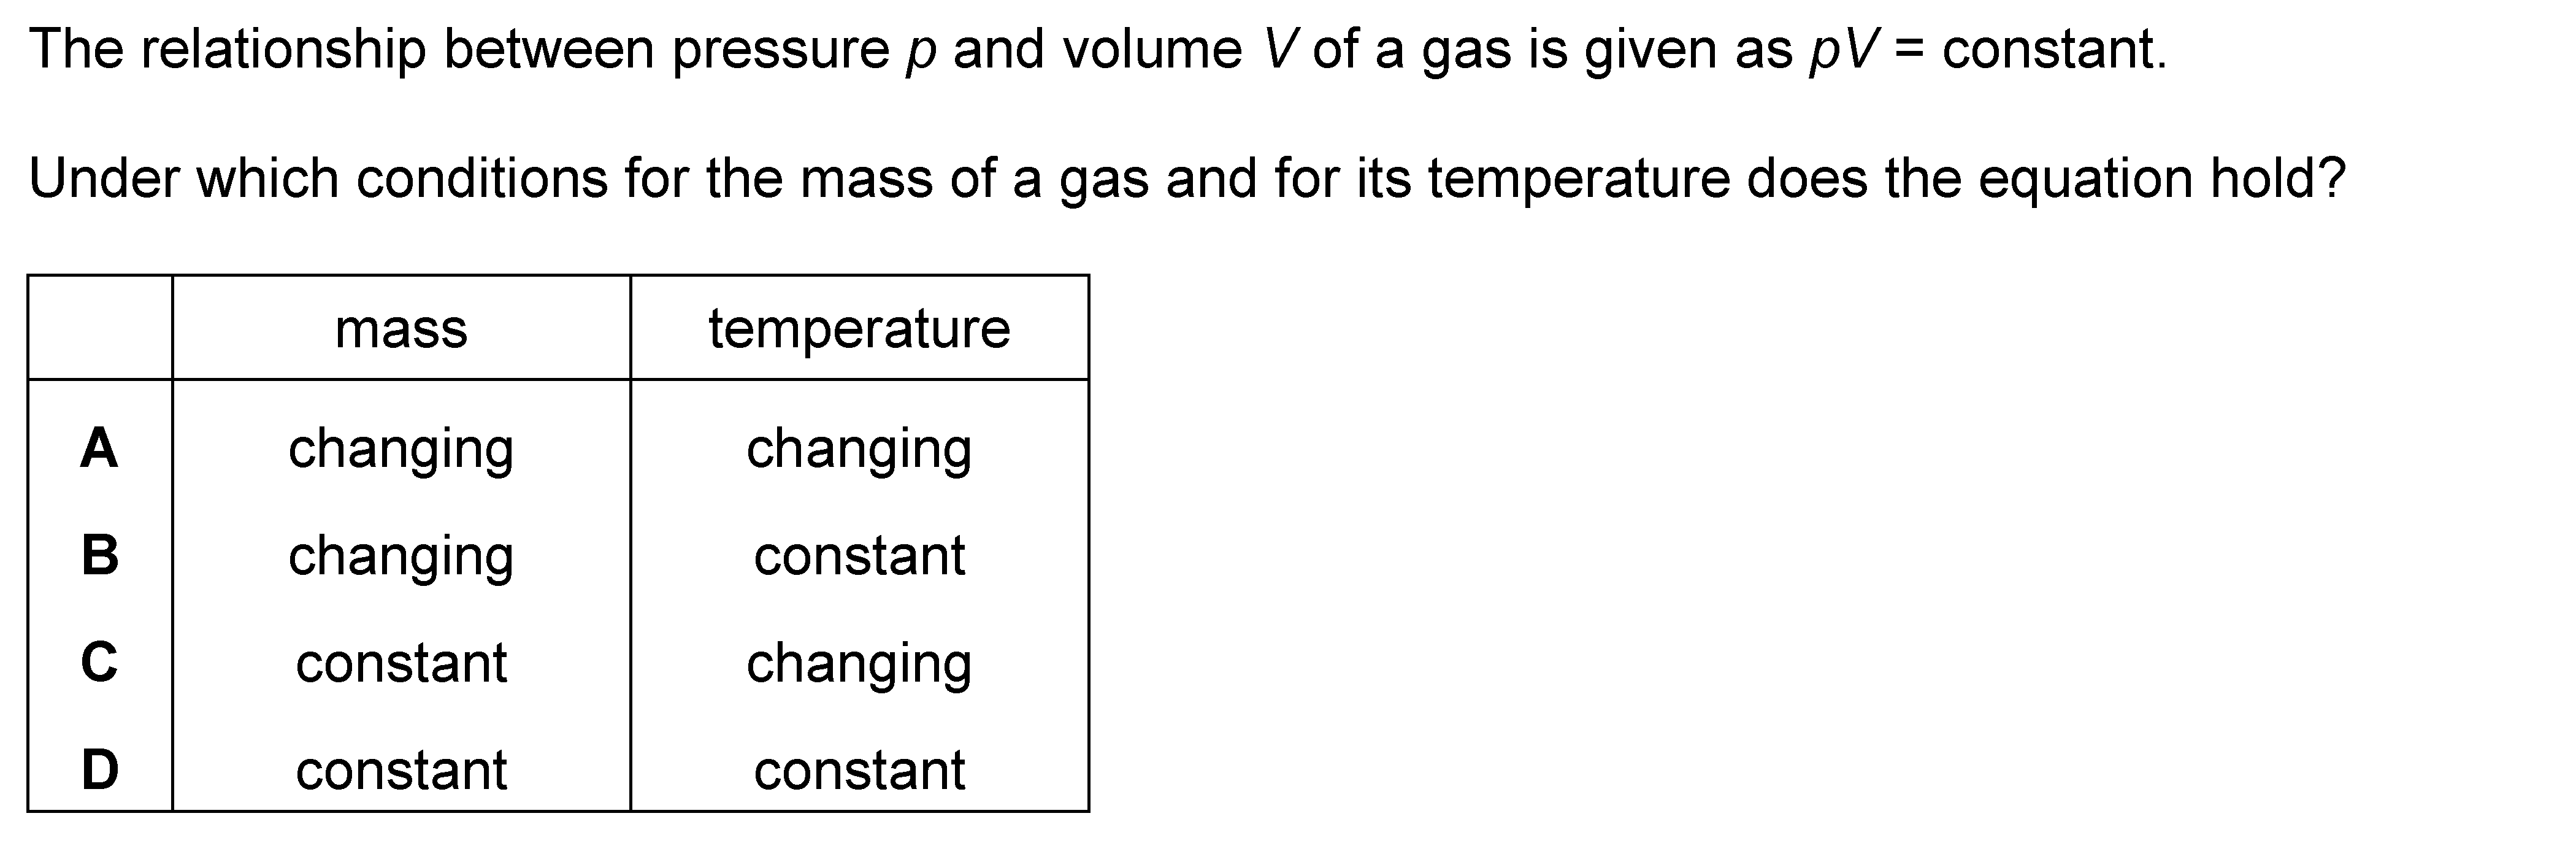 The relationship between pressure p and volume V of a gas is given as pV = constant.
Under which conditions for the mass of a gas and for its temperature does the equation hold?
mass temperature
A changing changing
B changing constant
C constant changing
D constant constant